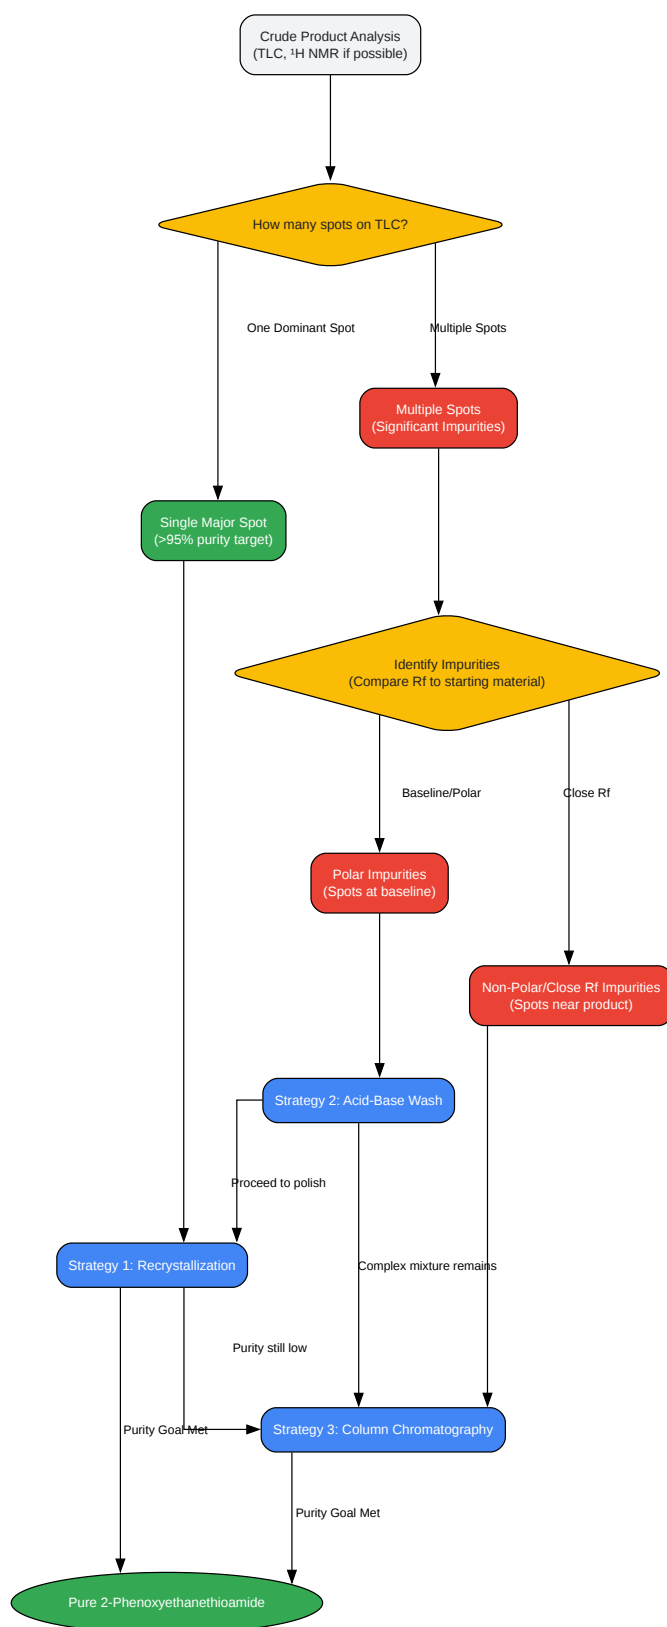 Crude Product Analysis
(TLC, ¹H NMR if possible)
How many spots on TLC?
One Dominant Spot
Multiple Spots
Multiple Spots
(Significant Impurities)
Single Major Spot
(>95% purity target)
Identify Impurities
(Compare Rf to starting material)
Baseline/Polar
Close Rf
Polar Impurities
(Spots at baseline)
Non-Polar/Close Rf Impurities
(Spots near product)
Strategy 2: Acid-Base Wash
Proceed to polish
Strategy 1: Recrystallization
Complex mixture remains
Purity still low
Purity Goal Met
Strategy 3: Column Chromatography
Purity Goal Met
Pure 2-Phenoxyethanethioamide